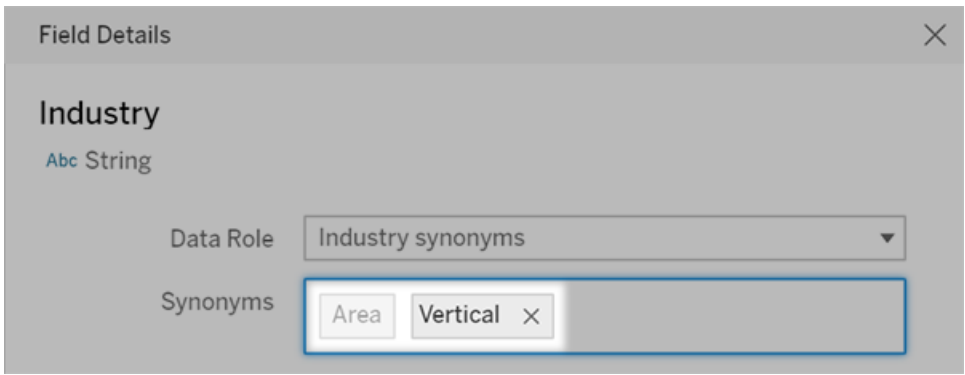 Field Details
Industry
Abc String
Data Role Industry synonyms
Synonyms Area Vertical